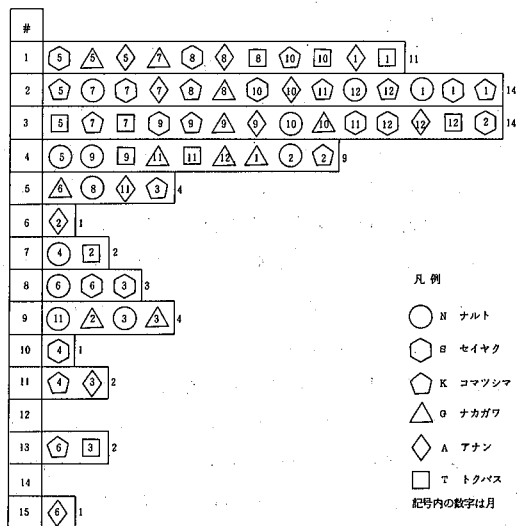 #
1 5 5 5 7 8 8 8 10 10 1 1 11
2 5 7 7 7 8 8 10 10 11 12 12 1 1 1 14
3 5 7 7 9 9 9 9 10 10 11 12 12 12 2 14
4 5 9 9 11 11 12 1 2 2 9
5 6 8 11 3 4
6 2 1
7 4 2 2
8 6 6 3 3
9 11 2 3 3 4
10 4 1
11 4 3 2
12
13 6 3 2
14
15 6 1
凡例
N ナルト
S セイヤク
K コマツシマ
G ナカガワ
A アナン
T トクバス
記号内の数字は月